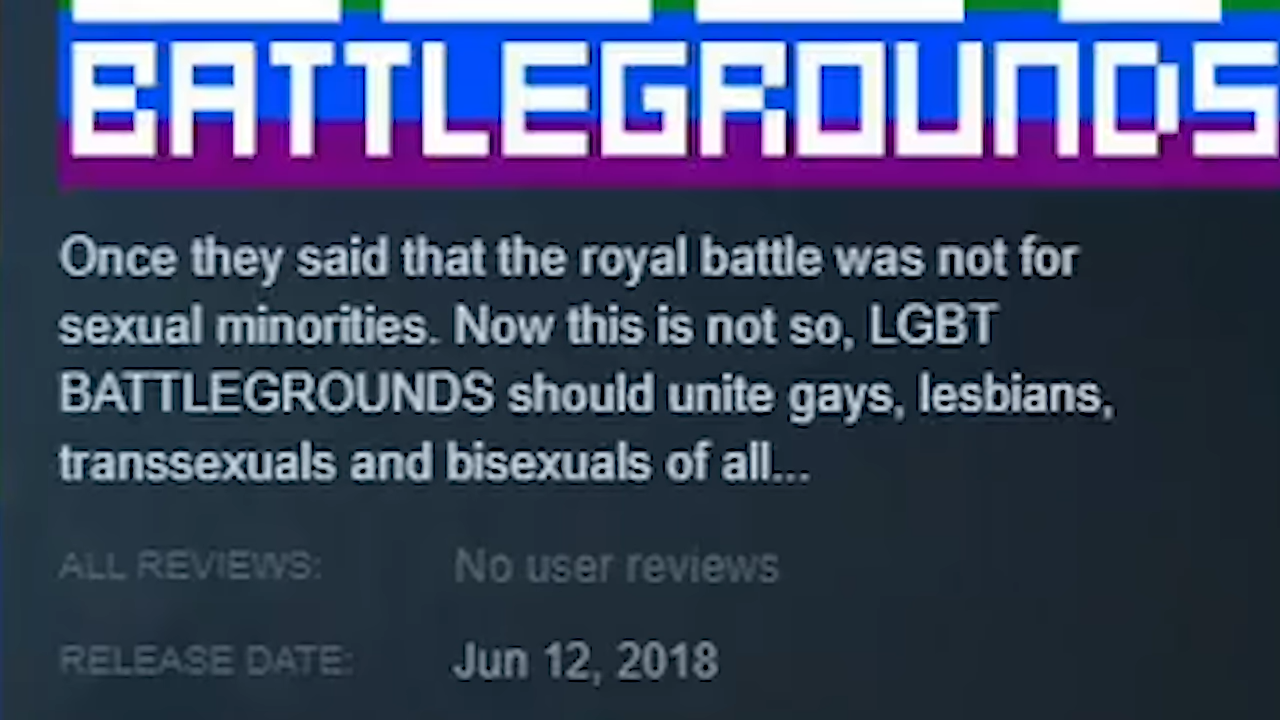 BATTLEGROUNDS
Once they said that the royal battle was not for
sexual minorities. Now this is not so, LGBT
BATTLEGROUNDS should unite gays, lesbians,
transsexuals and bisexuals of all...
ALL REVIEWS: No user reviews
RELEASE DATE: Jun 12, 2018